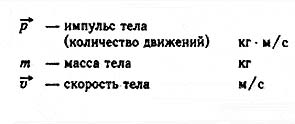 p⃗ — импульс тела
(количество движений) кг · м/с
m — масса тела кг
v⃗ — скорость тела м/с